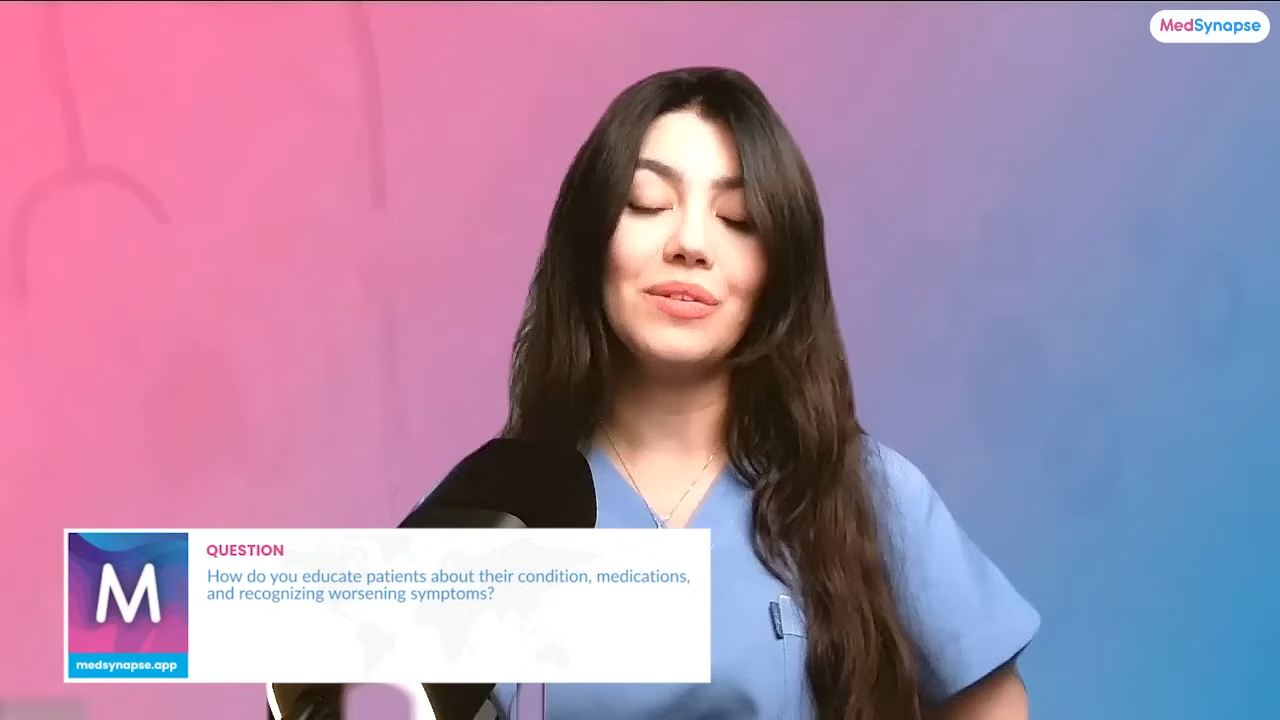 MedSynapse
QUESTION
How do you educate patients about their condition, medications,
and recognizing worsening symptoms?
M
medsynapse.app